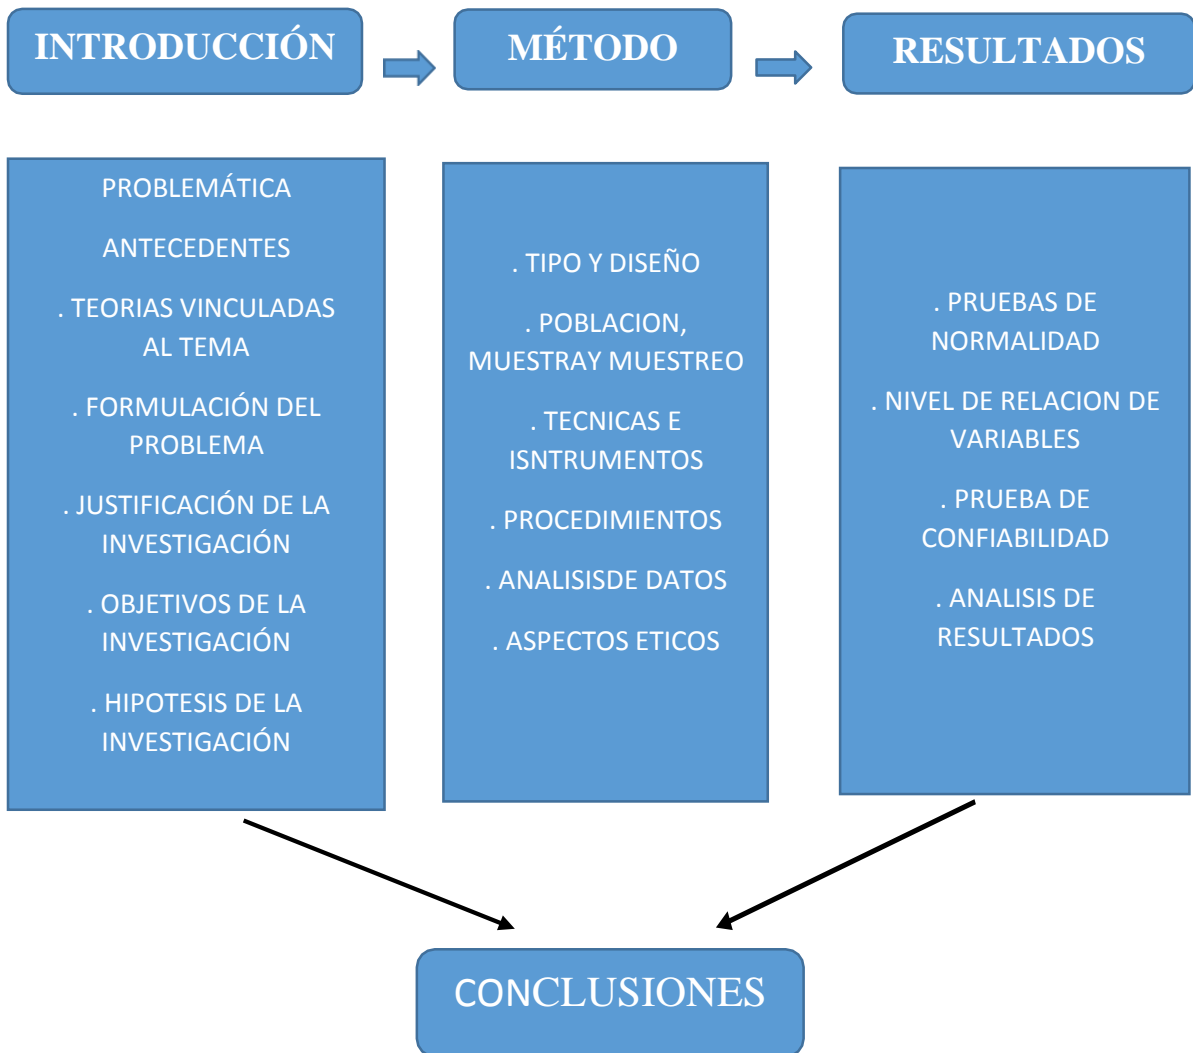 INTRODUCCIÓN
MÉTODO
RESULTADOS
PROBLEMÁTICA
ANTECEDENTES
. TEORIAS VINCULADAS
AL TEMA
. FORMULACIÓN DEL
PROBLEMA
. JUSTIFICACIÓN DE LA
INVESTIGACIÓN
. OBJETIVOS DE LA
INVESTIGACIÓN
. HIPOTESIS DE LA
INVESTIGACIÓN
. TIPO Y DISEÑO
. POBLACION,
MUESTRAY MUESTREO
. TECNICAS E
ISNTRUMENTOS
. PROCEDIMIENTOS
. ANALISISDE DATOS
. ASPECTOS ETICOS
. PRUEBAS DE
NORMALIDAD
. NIVEL DE RELACION DE
VARIABLES
. PRUEBA DE
CONFIABILIDAD
. ANALISIS DE
RESULTADOS
CONCLUSIONES